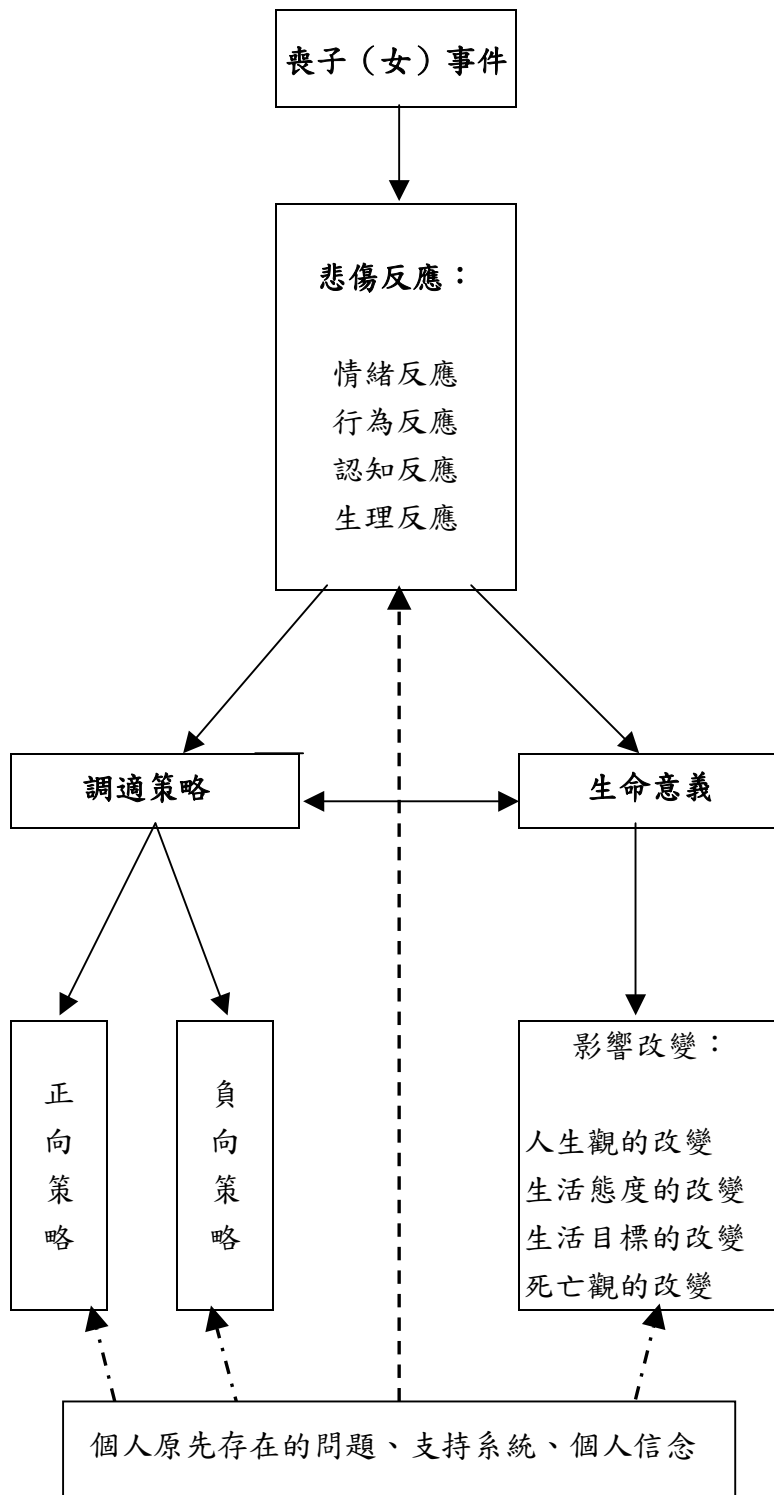 喪子（女）事件
悲傷反應：
情緒反應
行為反應
認知反應
生理反應
調適策略
生命意義
正向策略
負向策略
影響改變：
人生觀的改變
生活態度的改變
生活目標的改變
死亡觀的改變
個人原先存在的問題、支持系統、個人信念